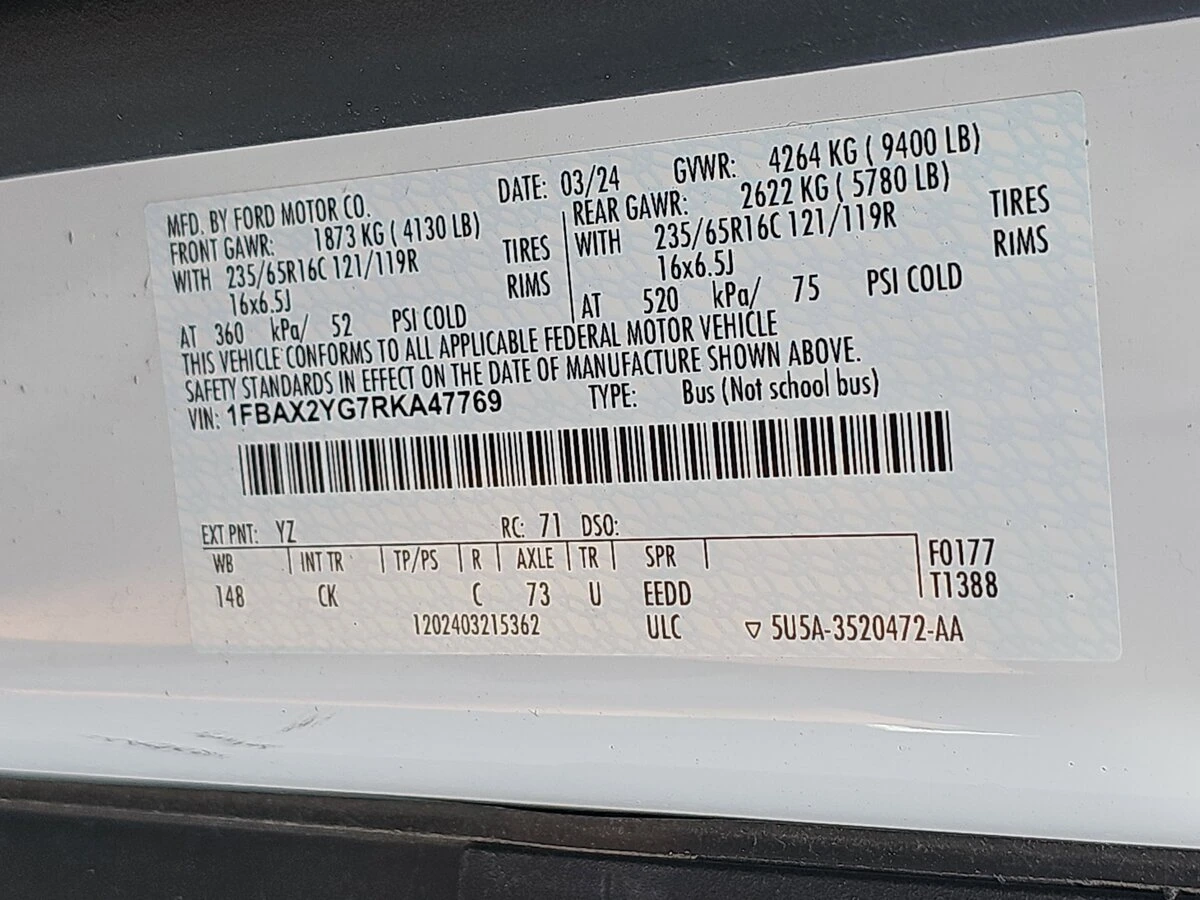 MFD. BY FORD MOTOR CO. DATE: 03/24 GVWR: 4264 KG ( 9400 LB)
FRONT GAWR: 1873 KG ( 4130 LB) REAR GAWR: 2622 KG ( 5780 LB)
WITH 235/65R16C 121/119R TIRES WITH 235/65R16C 121/119R TIRES
16x6.5J RIMS 16x6.5J RIMS
AT 360 kPa/ 52 PSI COLD AT 520 kPa/ 75 PSI COLD
THIS VEHICLE CONFORMS TO ALL APPLICABLE FEDERAL MOTOR VEHICLE
SAFETY STANDARDS IN EFFECT ON THE DATE OF MANUFACTURE SHOWN ABOVE.
VIN: 1FBAX2YG7RKA47769 TYPE: Bus (Not school bus)
EXT PNT: YZ RC: 71 DSO:
WB INT TR TP/PS R AXLE TR SPR F0177
148 CK C 73 U EEDD T1388
1202403215362 ULC ▽ 5U5A-3520472-AA